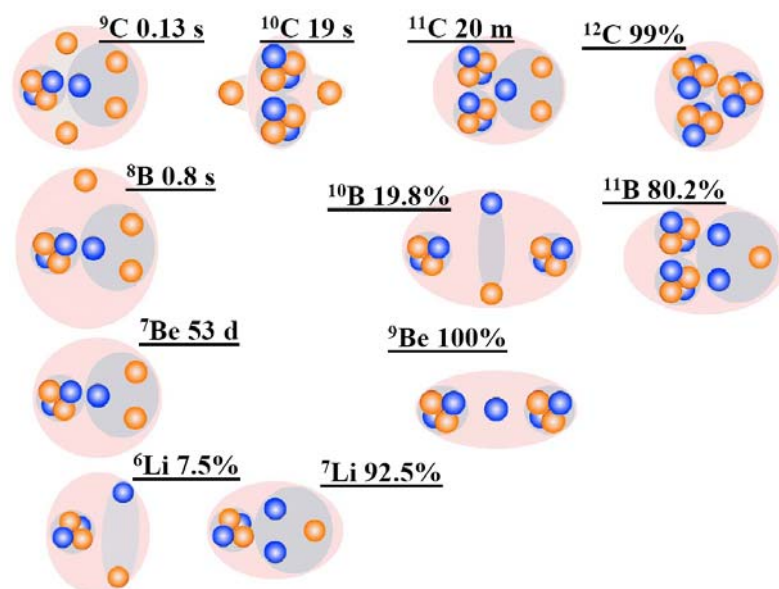 ⁹C 0.13 s
¹⁰C 19 s
¹¹C 20 m
¹²C 99%
⁸B 0.8 s
¹⁰B 19.8%
¹¹B 80.2%
⁷Be 53 d
⁹Be 100%
⁶Li 7.5%
⁷Li 92.5%